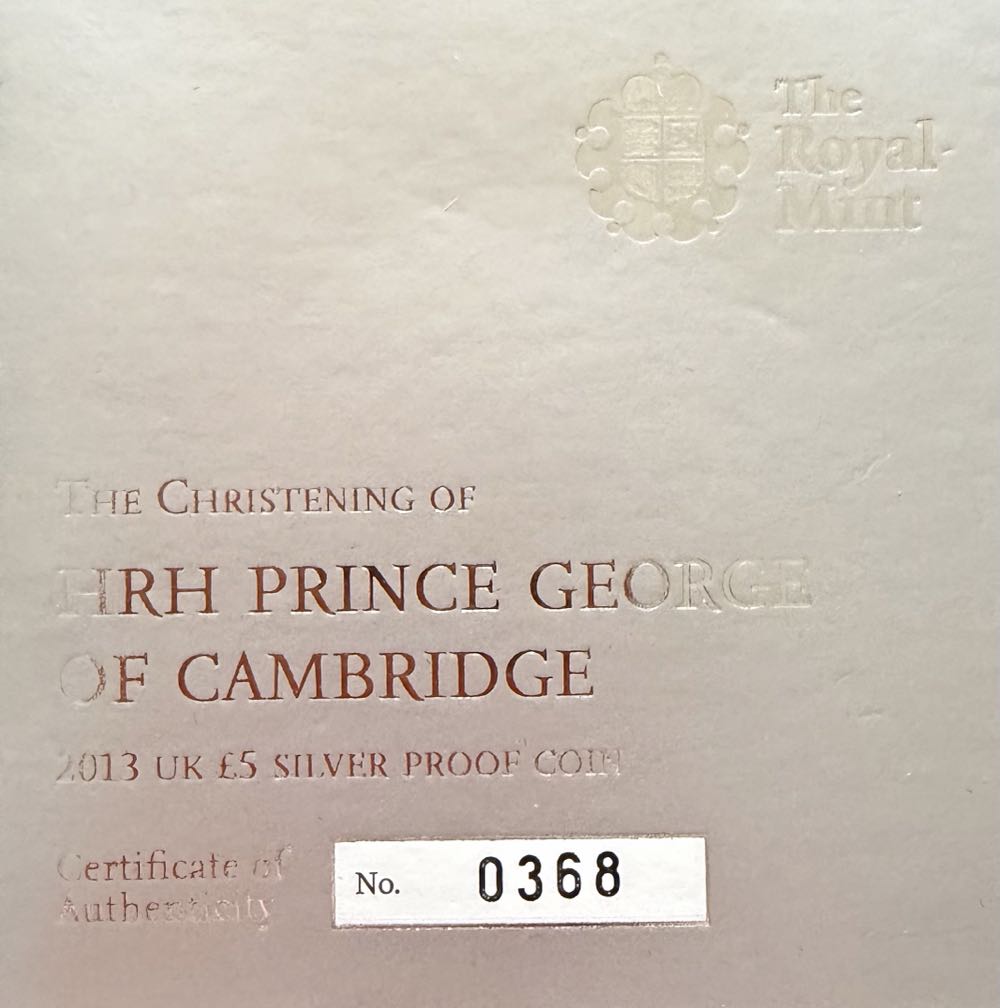 The
Royal
Mint
THE CHRISTENING OF
HRH PRINCE GEORGE
OF CAMBRIDGE
2013 UK £5 SILVER PROOF COIN
Certificate of
Authenticity
No. 0368